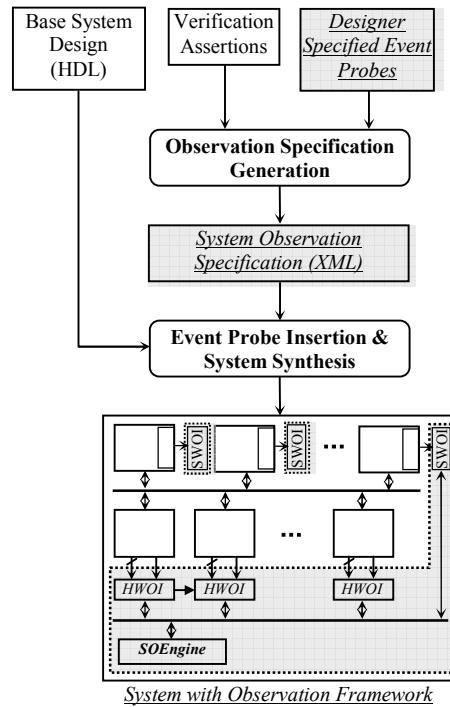 Base System
Design
(HDL)
Verification
Assertions
Designer
Specified Event
Probes
Observation Specification
Generation
System Observation
Specification (XML)
Event Probe Insertion &
System Synthesis
SWOI
SWOI
...
SWOI
...
HWOI
HWOI
HWOI
SOEngine
System with Observation Framework